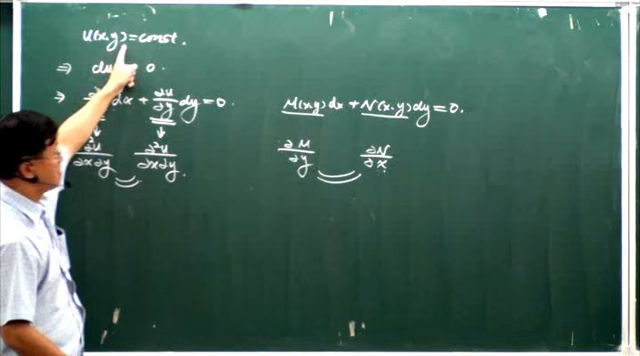 u(x,y)=const.
⇒ du = 0.
⇒ ∂u dx + ∂u/∂y dy = 0.
M(x,y)dx + N(x,y)dy = 0.
↓ ↓
∂²u/∂x∂y ∂²u/∂x∂y.
∂M/∂y ∂N/∂x.